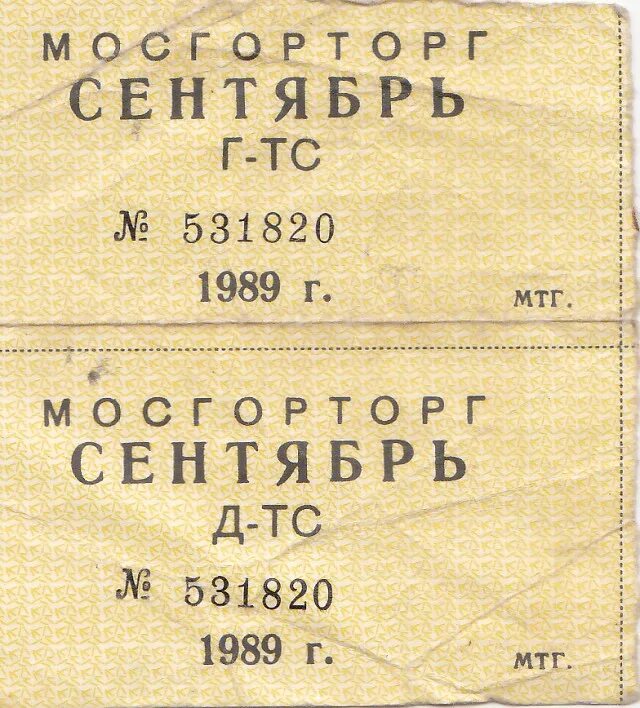 МОСГОРТОРГ
СЕНТЯБРЬ
Г-ТС
№ 531820
1989 г.
МТГ.
МОСГОРТОРГ
СЕНТЯБРЬ
Д-ТС
№ 531820
1989 г.
МТГ.